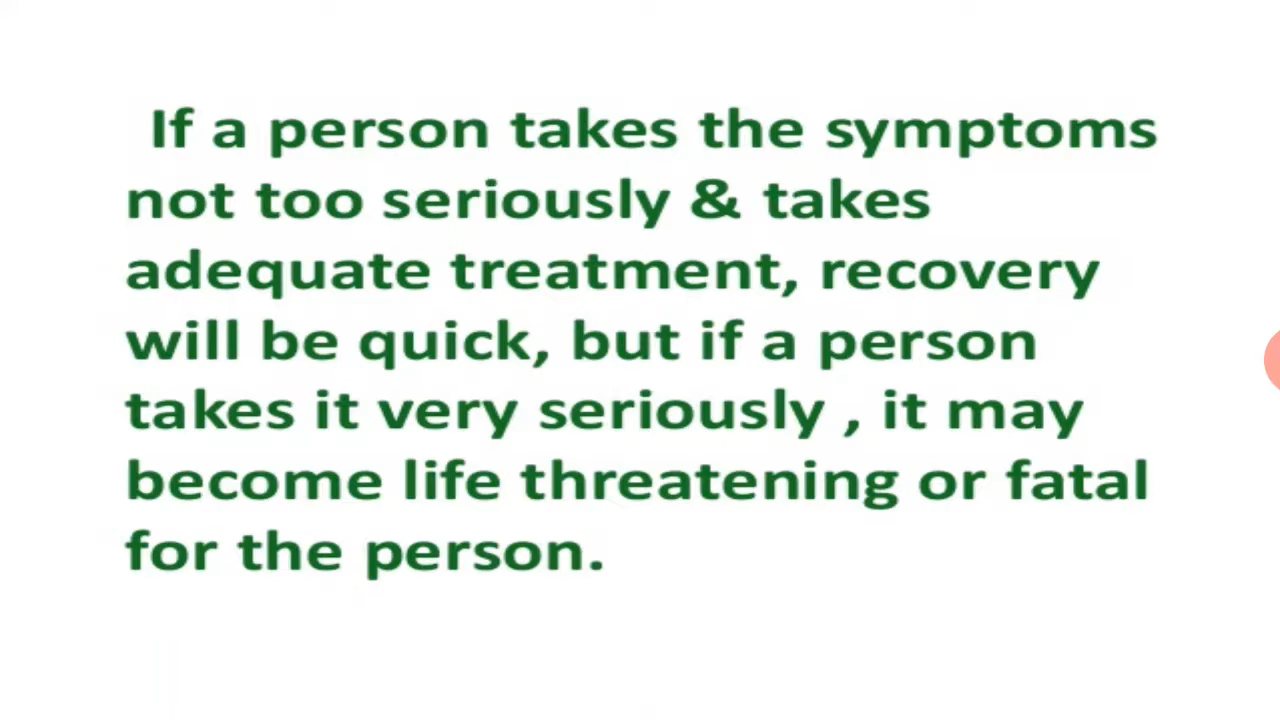 If a person takes the symptoms
not too seriously & takes
adequate treatment, recovery
will be quick, but if a person
takes it very seriously , it may
become life threatening or fatal
for the person.